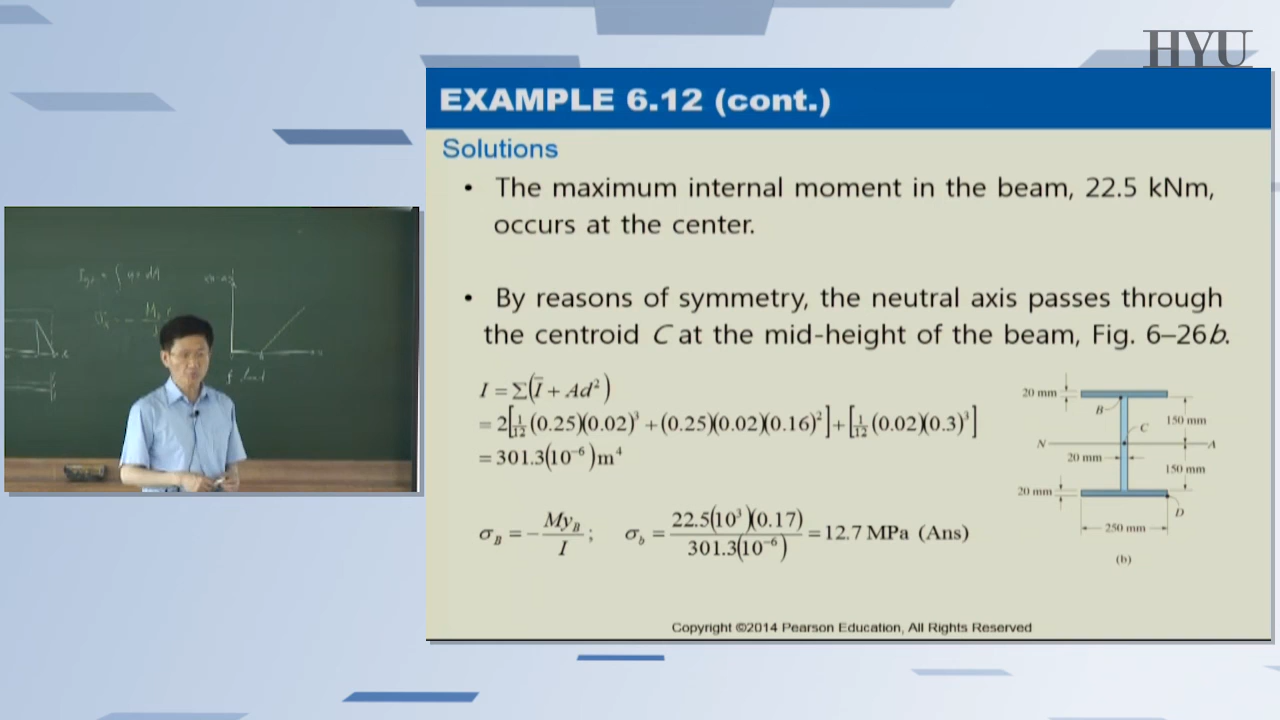 HYU
EXAMPLE 6.12 (cont.)
Solutions
• The maximum internal moment in the beam, 22.5 kNm,
occurs at the center.
• By reasons of symmetry, the neutral axis passes through
the centroid C at the mid-height of the beam, Fig. 6–26b.
I = Σ(Ī + Ad²)
= 2[1/12 (0.25)(0.02)³ + (0.25)(0.02)(0.16)²] + [1/12 (0.02)(0.3)³]
= 301.3(10⁻⁶)m⁴
σ_B = − My_B / I ; σ_b = 22.5(10³)(0.17) / 301.3(10⁻⁶) = 12.7 MPa (Ans)
20 mm
B
150 mm
C
N
A
20 mm
150 mm
20 mm
D
250 mm
(b)
Copyright ©2014 Pearson Education, All Rights Reserved